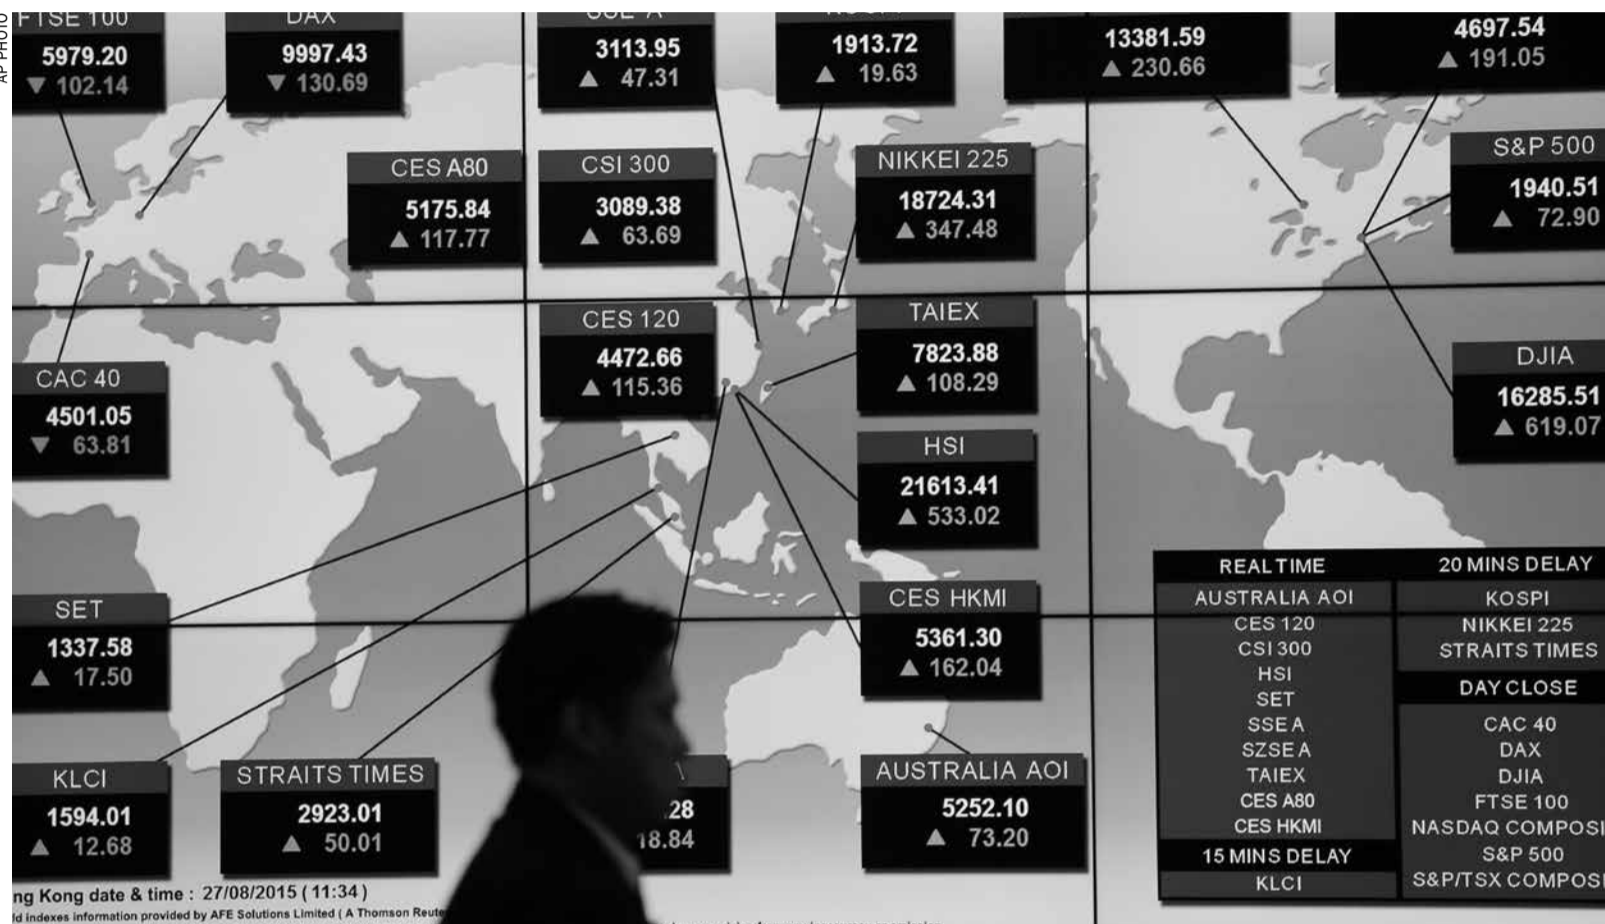 AP PHOTO
FTSE 100
5979.20
▼ 102.14
DAX
9997.43
▼ 130.69
SSE A
3113.95
▲ 47.31
1913.72
▲ 19.63
13381.59
▲ 230.66
4697.54
▲ 191.05
CES A80
5175.84
▲ 117.77
CSI 300
3089.38
▲ 63.69
NIKKEI 225
18724.31
▲ 347.48
S&P 500
1940.51
▲ 72.90
CES 120
4472.66
▲ 115.36
TAIEX
7823.88
▲ 108.29
DJIA
16285.51
▲ 619.07
CAC 40
4501.05
▼ 63.81
HSI
21613.41
▲ 533.02
SET
1337.58
▲ 17.50
CES HKMI
5361.30
▲ 162.04
KLCI
1594.01
▲ 12.68
STRAITS TIMES
2923.01
▲ 50.01
A
.28
18.84
AUSTRALIA AOI
5252.10
▲ 73.20
REALTIME
AUSTRALIA AOI
CES 120
CSI 300
HSI
SET
SSE A
SZSE A
TAIEX
CES A80
CES HKMI
15 MINS DELAY
KLCI
20 MINS DELAY
KOSPI
NIKKEI 225
STRAITS TIMES
DAY CLOSE
CAC 40
DAX
DJIA
FTSE 100
NASDAQ COMPOSI
S&P 500
S&P/TSX COMPOSI
ng Kong date & time : 27/08/2015 ( 11:34 )
ld indexes information provided by AFE Solutions Limited ( A Thomson Reute